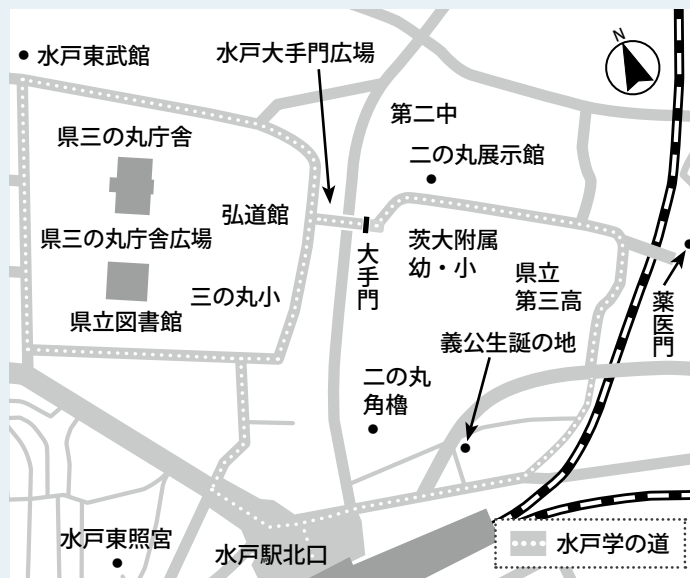 水戸東武館
水戸大手門広場
N
第二中
県三の丸庁舎
二の丸展示館
弘道館
県三の丸庁舎広場
大手門
茨大附属
幼・小
県立
第三高
三の丸小
薬医門
県立図書館
義公生誕の地
二の丸
角櫓
水戸東照宮
水戸駅北口
水戸学の道